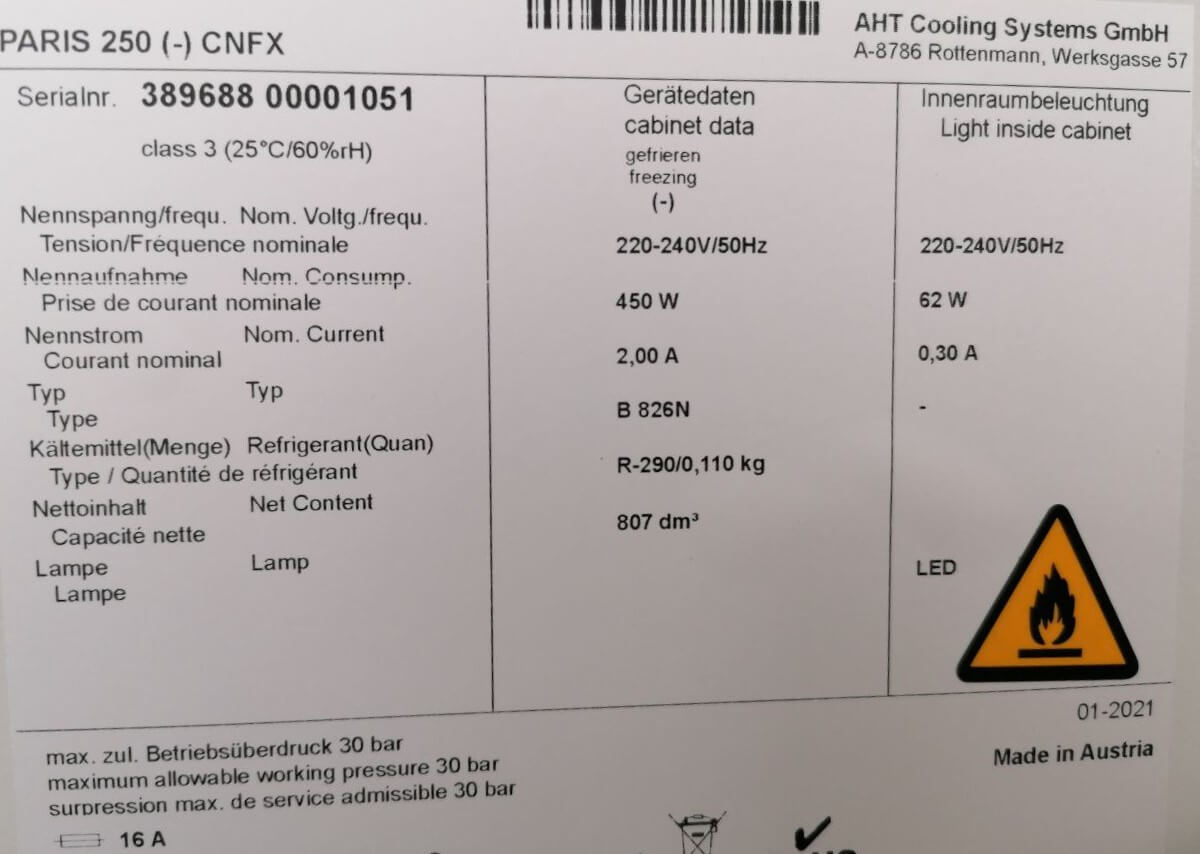 PARIS 250 (-) CNFX
AHT Cooling Systems GmbH
A-8786 Rottenmann, Werksgasse 57
Serialnr. 389688 00001051
class 3 (25°C/60%rH)
Gerätedaten
cabinet data
gefrieren
freezing
(-)
Innenraumbeleuchtung
Light inside cabinet
Nennspanng/frequ. Nom. Voltg./frequ.
Tension/Fréquence nominale 220-240V/50Hz 220-240V/50Hz
Nennaufnahme Nom. Consump.
Prise de courant nominale 450 W 62 W
Nennstrom Nom. Current
Courant nominal 2,00 A 0,30 A
Typ Typ
Type B 826N -
Kältemittel(Menge) Refrigerant(Quan)
Type / Quantité de réfrigérant R-290/0,110 kg
Nettoinhalt Net Content
Capacité nette 807 dm³
Lampe Lamp LED
Lampe
01-2021
Made in Austria
max. zul. Betriebsüberdruck 30 bar
maximum allowable working pressure 30 bar
surpression max. de service admissible 30 bar
16 A